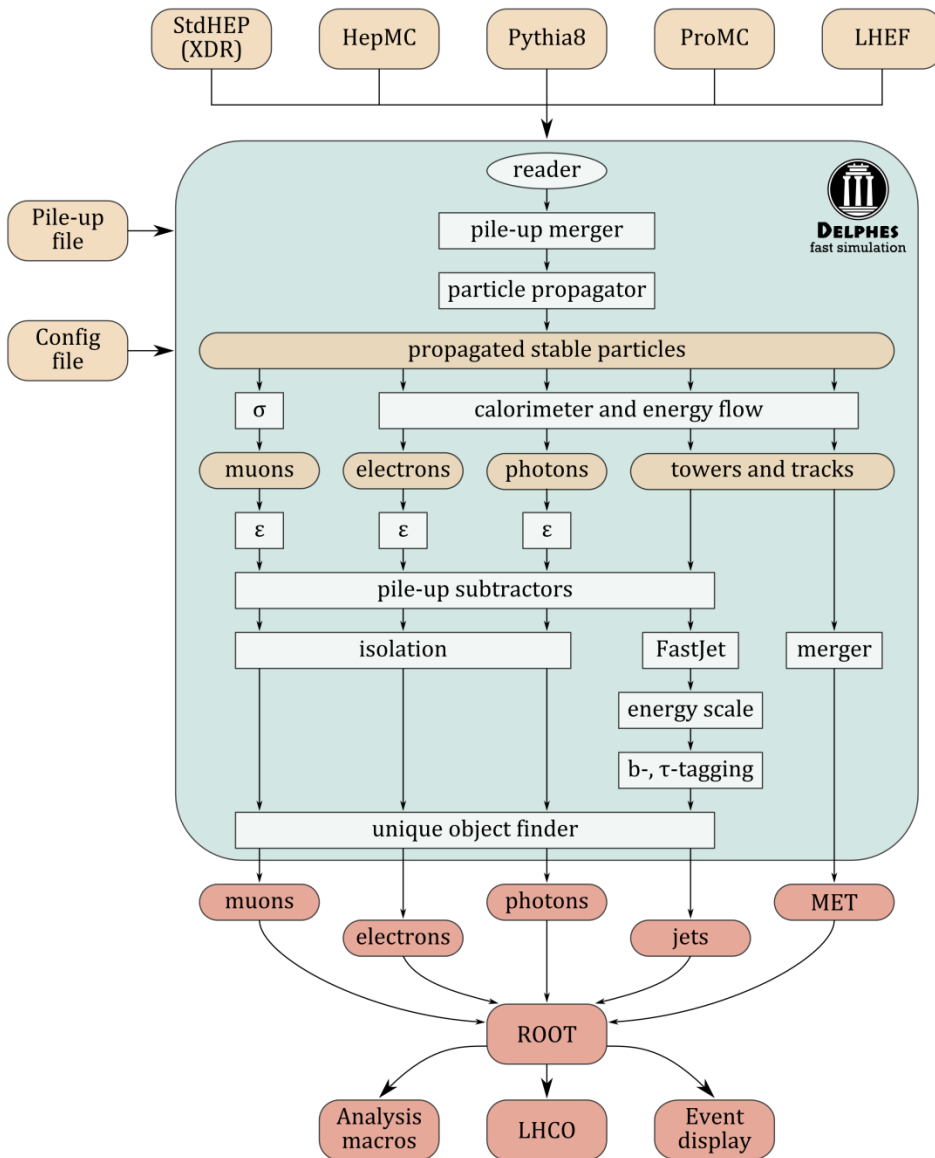 StdHEP
(XDR)
HepMC
Pythia8
ProMC
LHEF
reader
DELPHES
fast simulation
Pile-up
file
pile-up merger
particle propagator
Config
file
propagated stable particles
σ
calorimeter and energy flow
muons
electrons
photons
towers and tracks
ε
ε
ε
pile-up subtractors
isolation
FastJet
merger
energy scale
b-, τ-tagging
unique object finder
muons
photons
MET
electrons
jets
ROOT
Analysis
macros
LHCO
Event
display